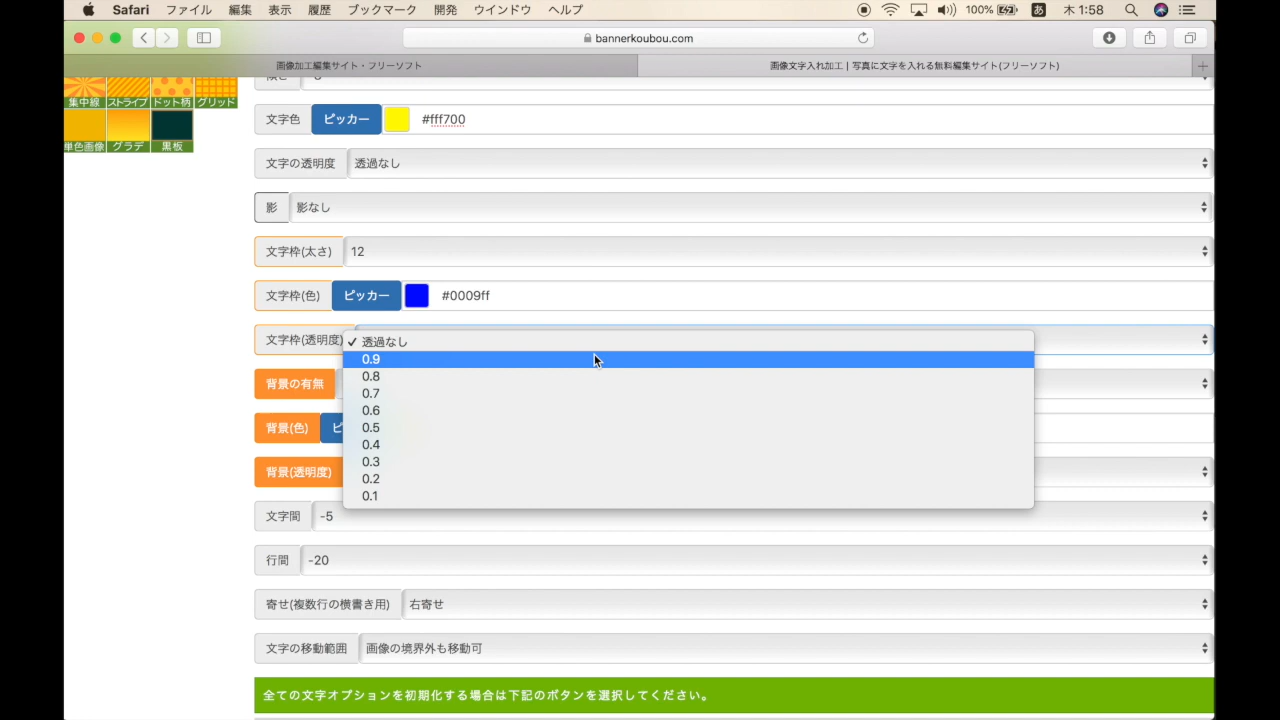 Safari ファイル 編集 表示 履歴 ブックマーク 開発 ウインドウ ヘルプ 100% あ 木 1:58
bannerkoubou.com
画像加工編集サイト・フリーソフト 画像文字入れ加工 | 写真に文字を入れる無料編集サイト(フリーソフト)
集中線 ストライプ ドット柄 グリッド
単色画像 グラデ 黒板
文字色 ピッカー #fff700
文字の透明度 透過なし
影 影なし
文字枠(太さ) 12
文字枠(色) ピッカー #0009ff
文字枠(透明度)
✓ 透過なし
0.9
0.8
0.7
0.6
0.5
0.4
0.3
0.2
0.1
背景の有無
背景(色) ピ
背景(透明度)
文字間 -5
行間 -20
寄せ(複数行の横書き用) 右寄せ
文字の移動範囲 画像の境界外も移動可
全ての文字オプションを初期化する場合は下記のボタンを選択してください。